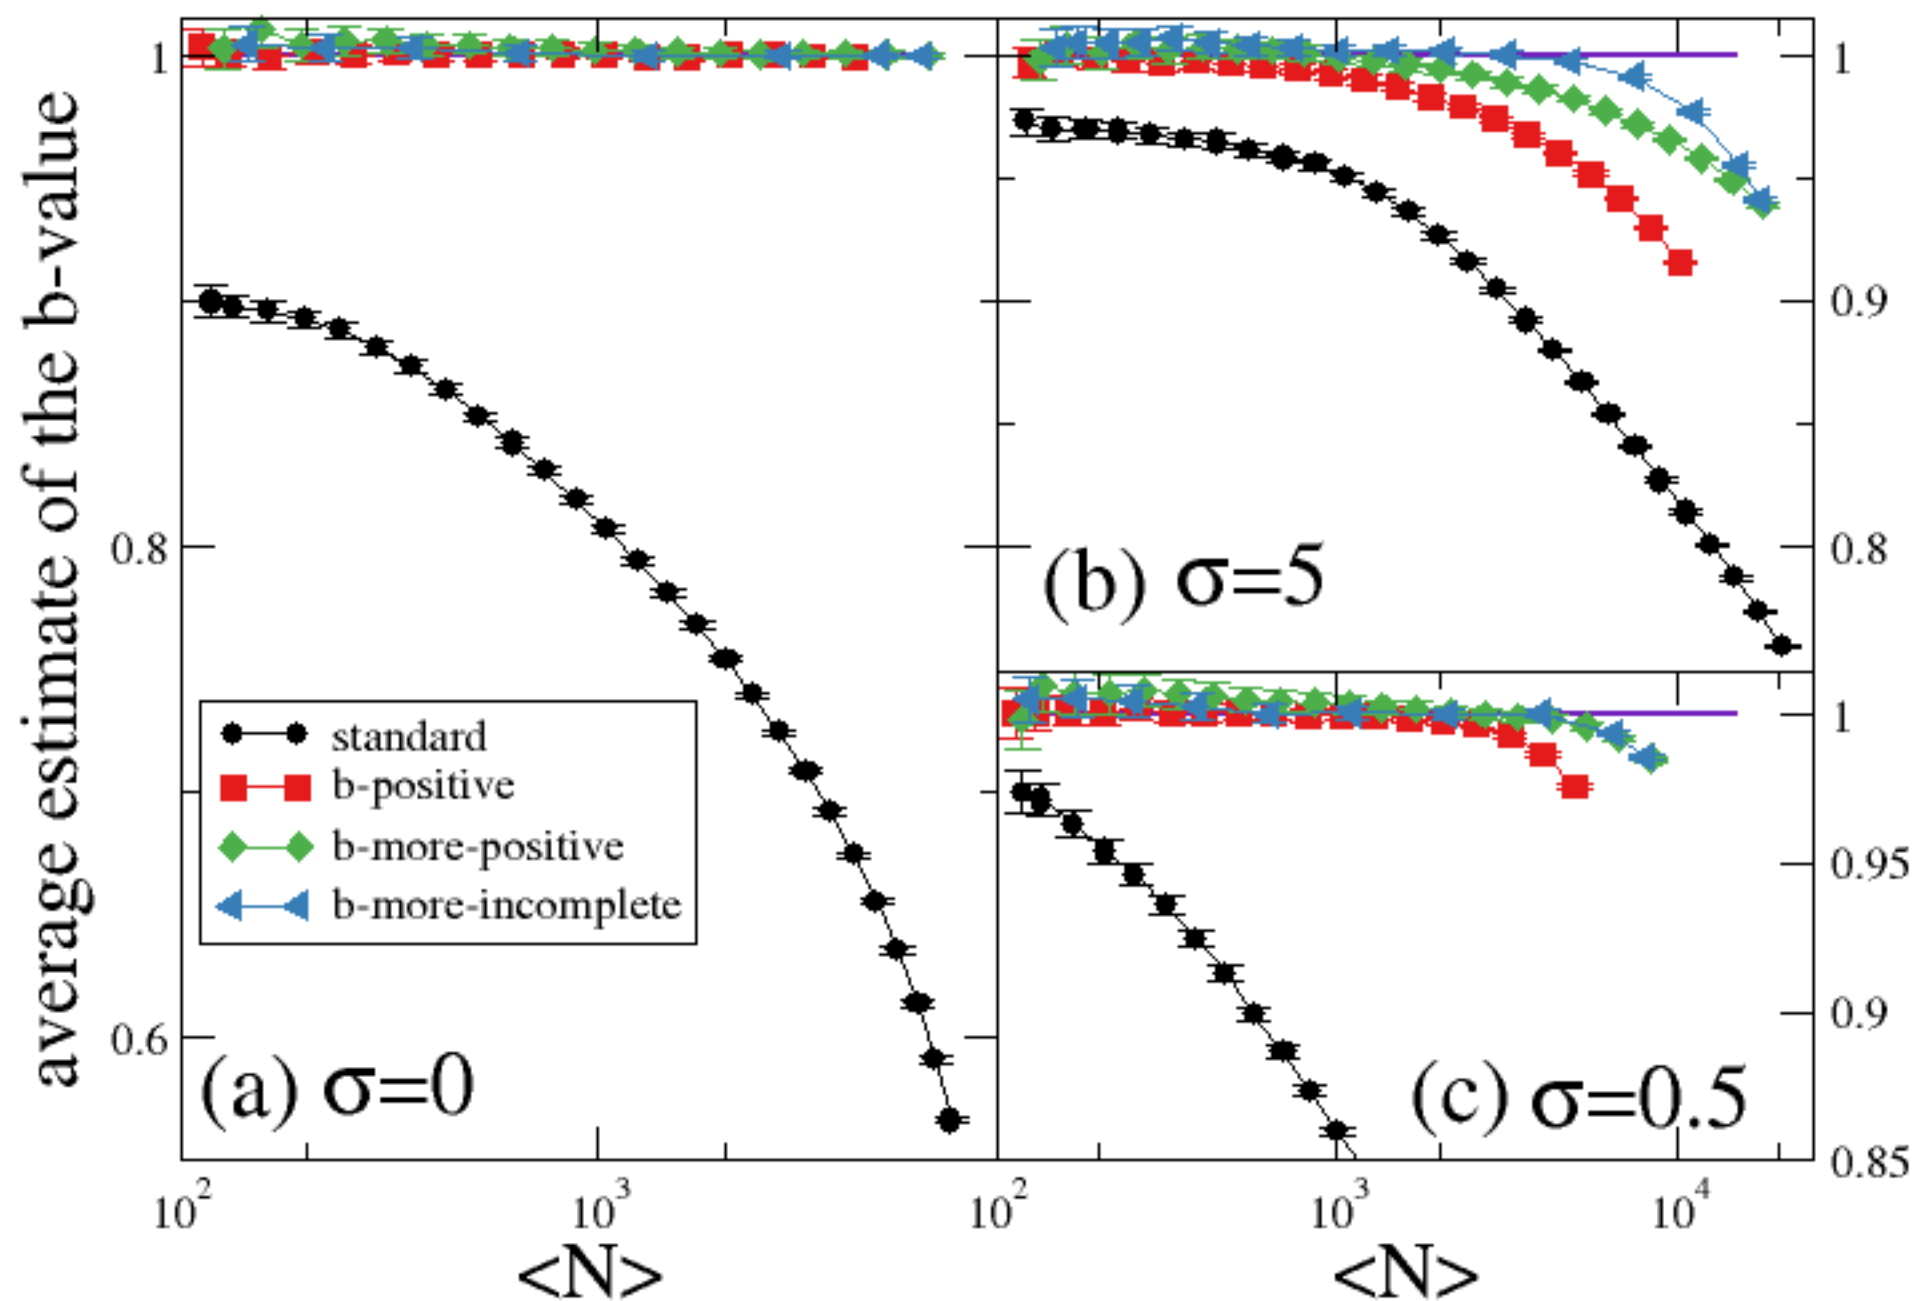 average estimate of the b-value
1
0.8
0.6
standard
b-positive
b-more-positive
b-more-incomplete
(a) σ=0
10²
10³
<N>
(b) σ=5
1
0.9
0.8
(c) σ=0.5
1
0.95
0.9
0.85
10²
10³
10⁴
<N>